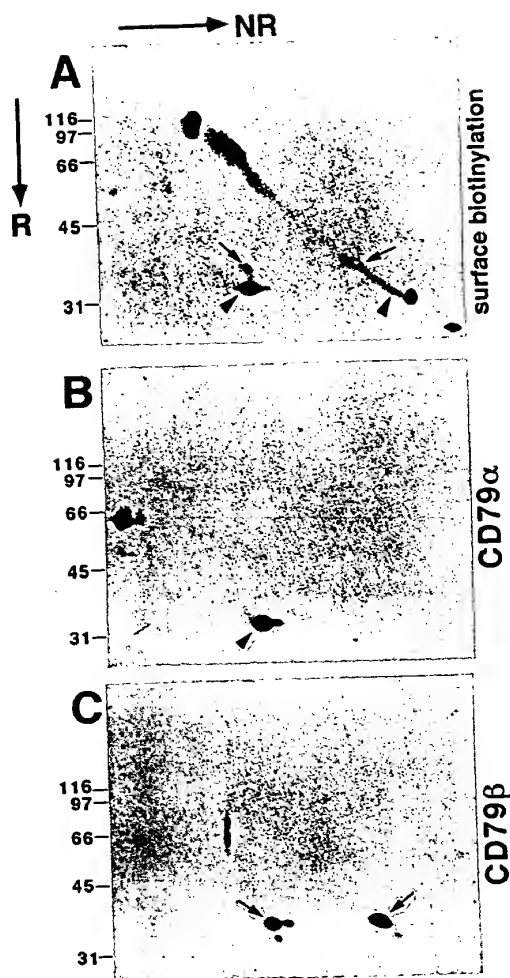 NR
R
A
116
97
66
45
31
surface biotinylation
B
116
97
66
45
31
CD79α
C
116
97
66
45
31
CD79β